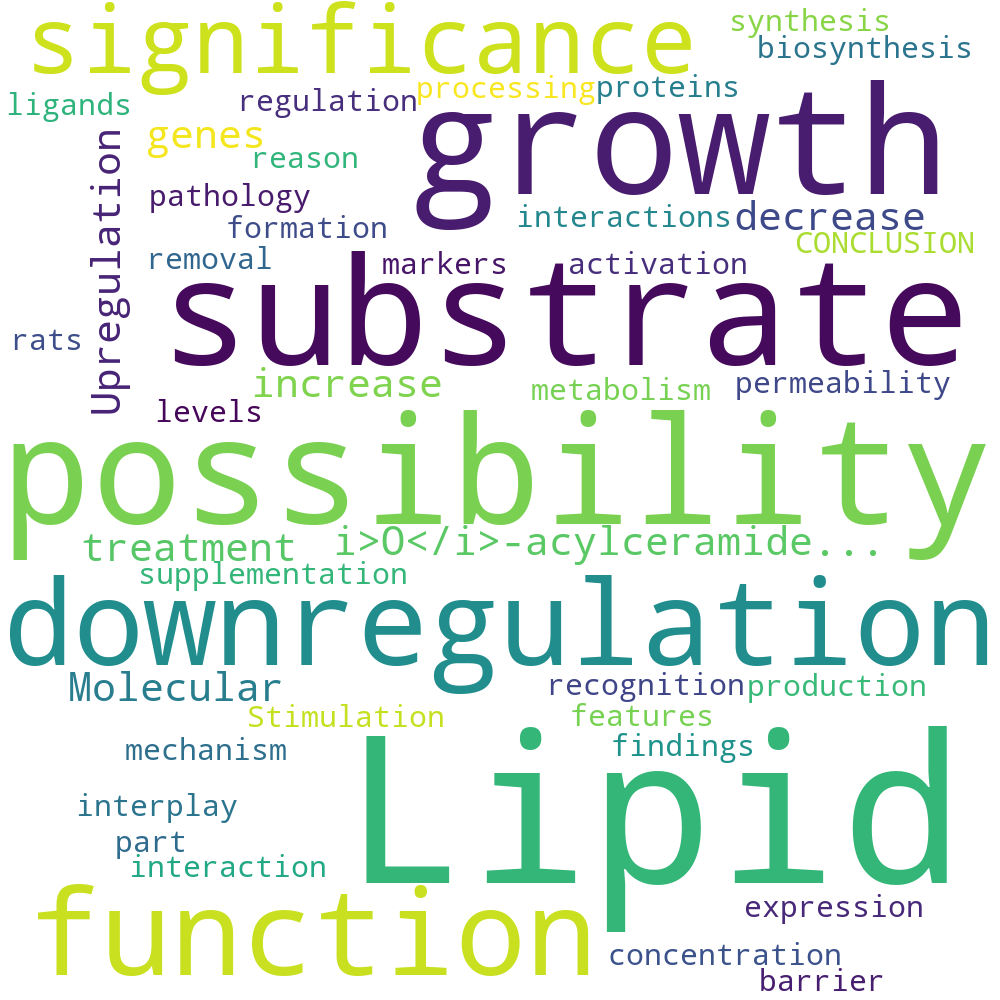 significance
synthesis
biosynthesis
ligands
regulation
processing
proteins
genes
growth
reason
Upregulation
pathology
formation
interactions
decrease
CONCLUSION
removal
markers
activation
substrate
rats
increase
metabolism
permeability
levels
possibility
treatment
i>O</i>-acylceramide...
supplementation
downregulation
Molecular
recognition
production
Stimulation
features
mechanism
findings
Lipid
interplay
part
interaction
function
expression
concentration
barrier